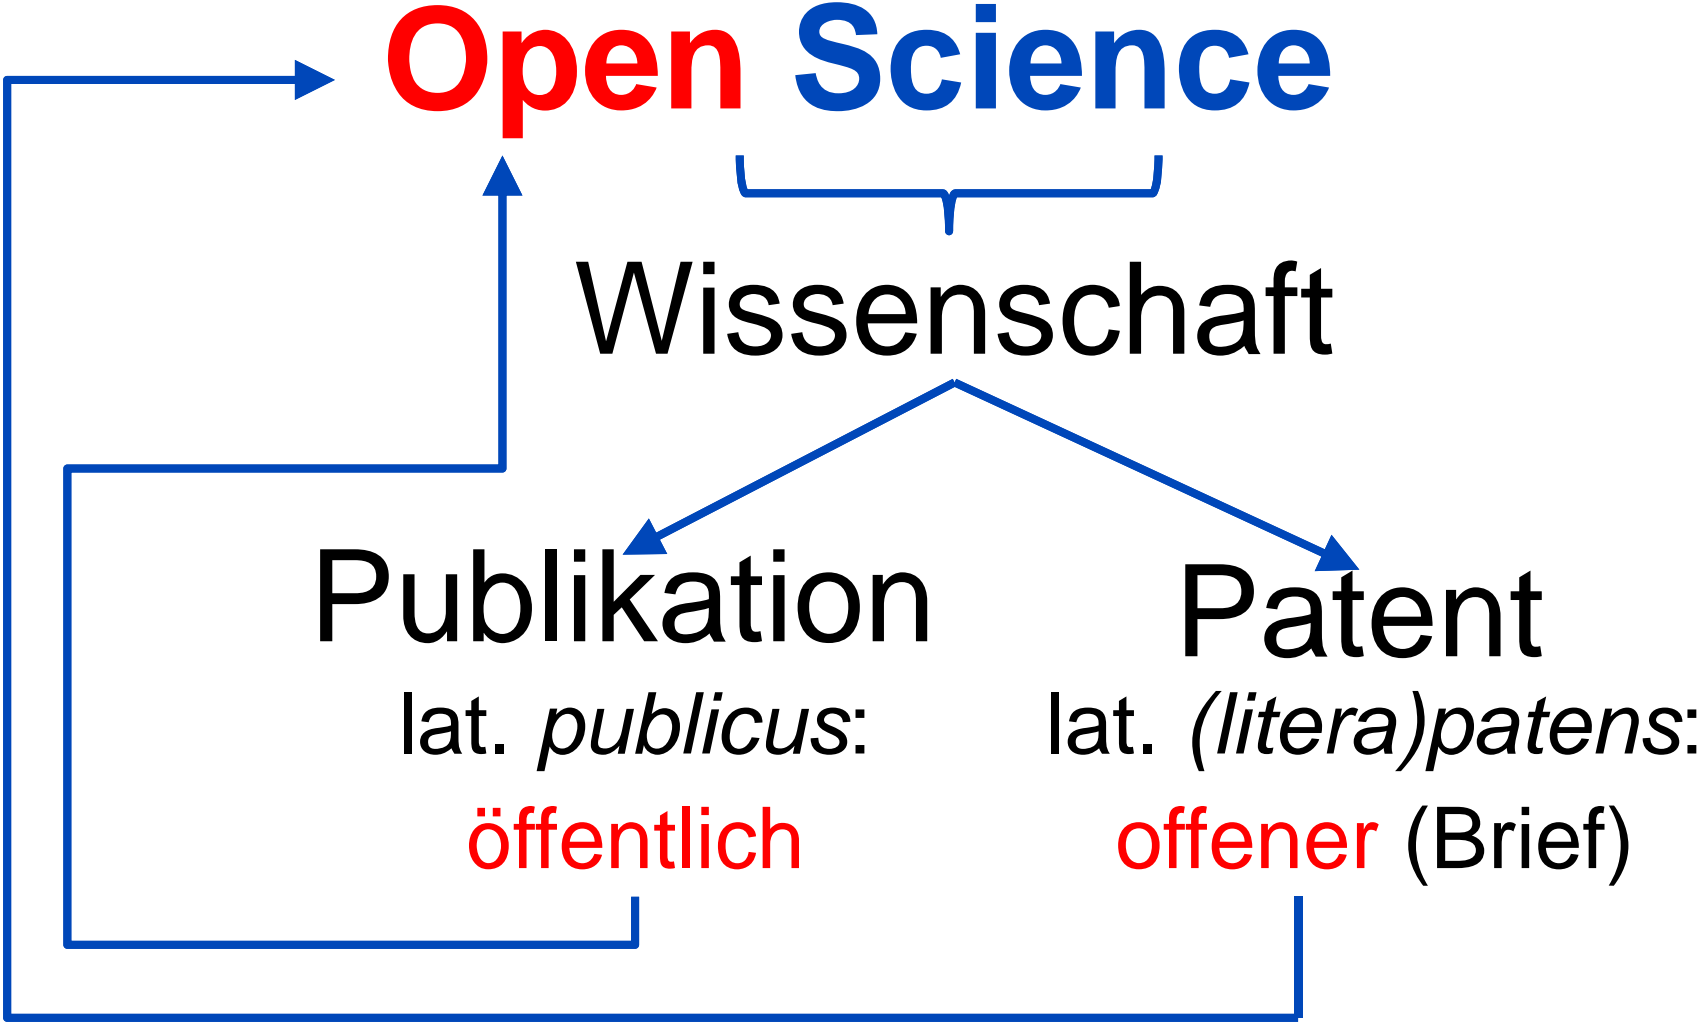 Open Science
Wissenschaft
Publikation
Patent
lat. publicus:
lat. (litera)patens:
öffentlich
offener (Brief)